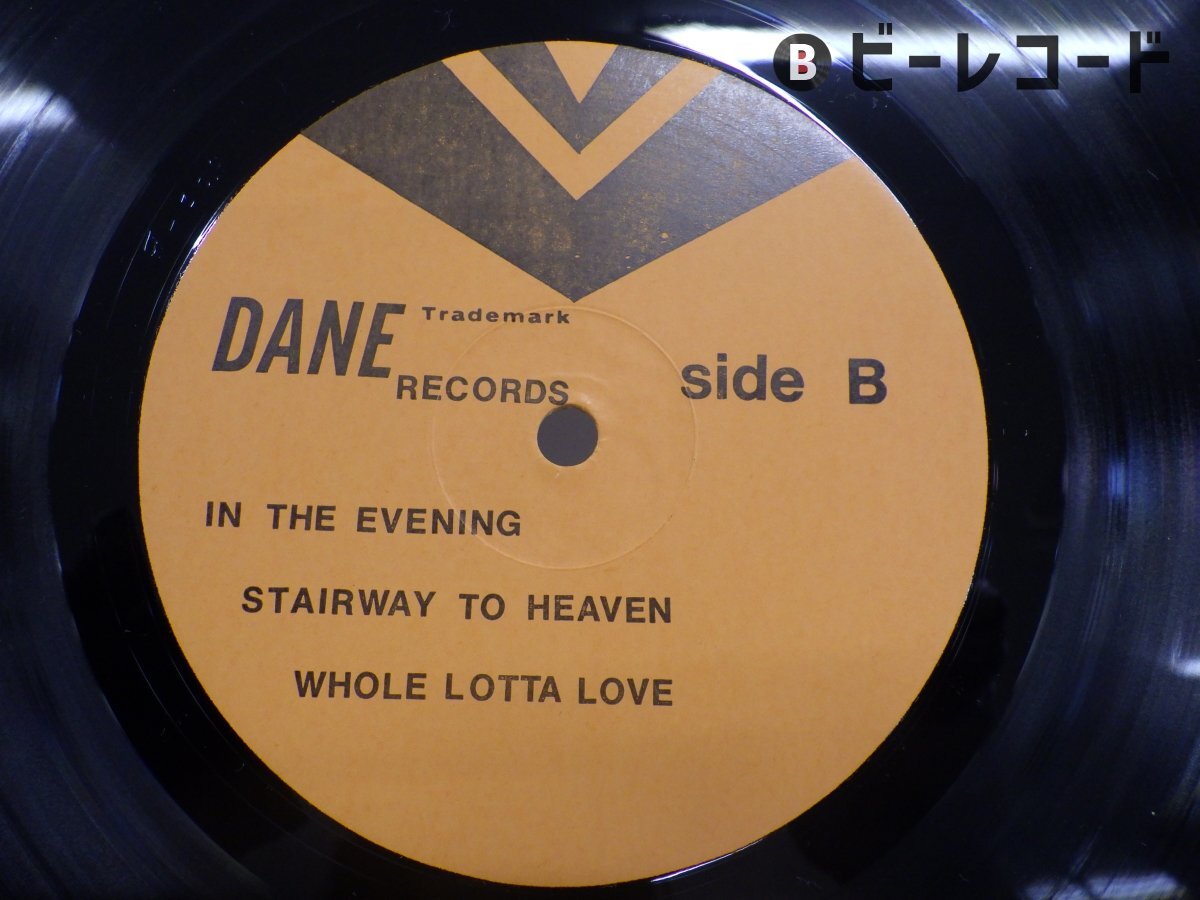 B ビーレコード
DANE Trademark
RECORDS
side B
IN THE EVENING
STAIRWAY TO HEAVEN
WHOLE LOTTA LOVE